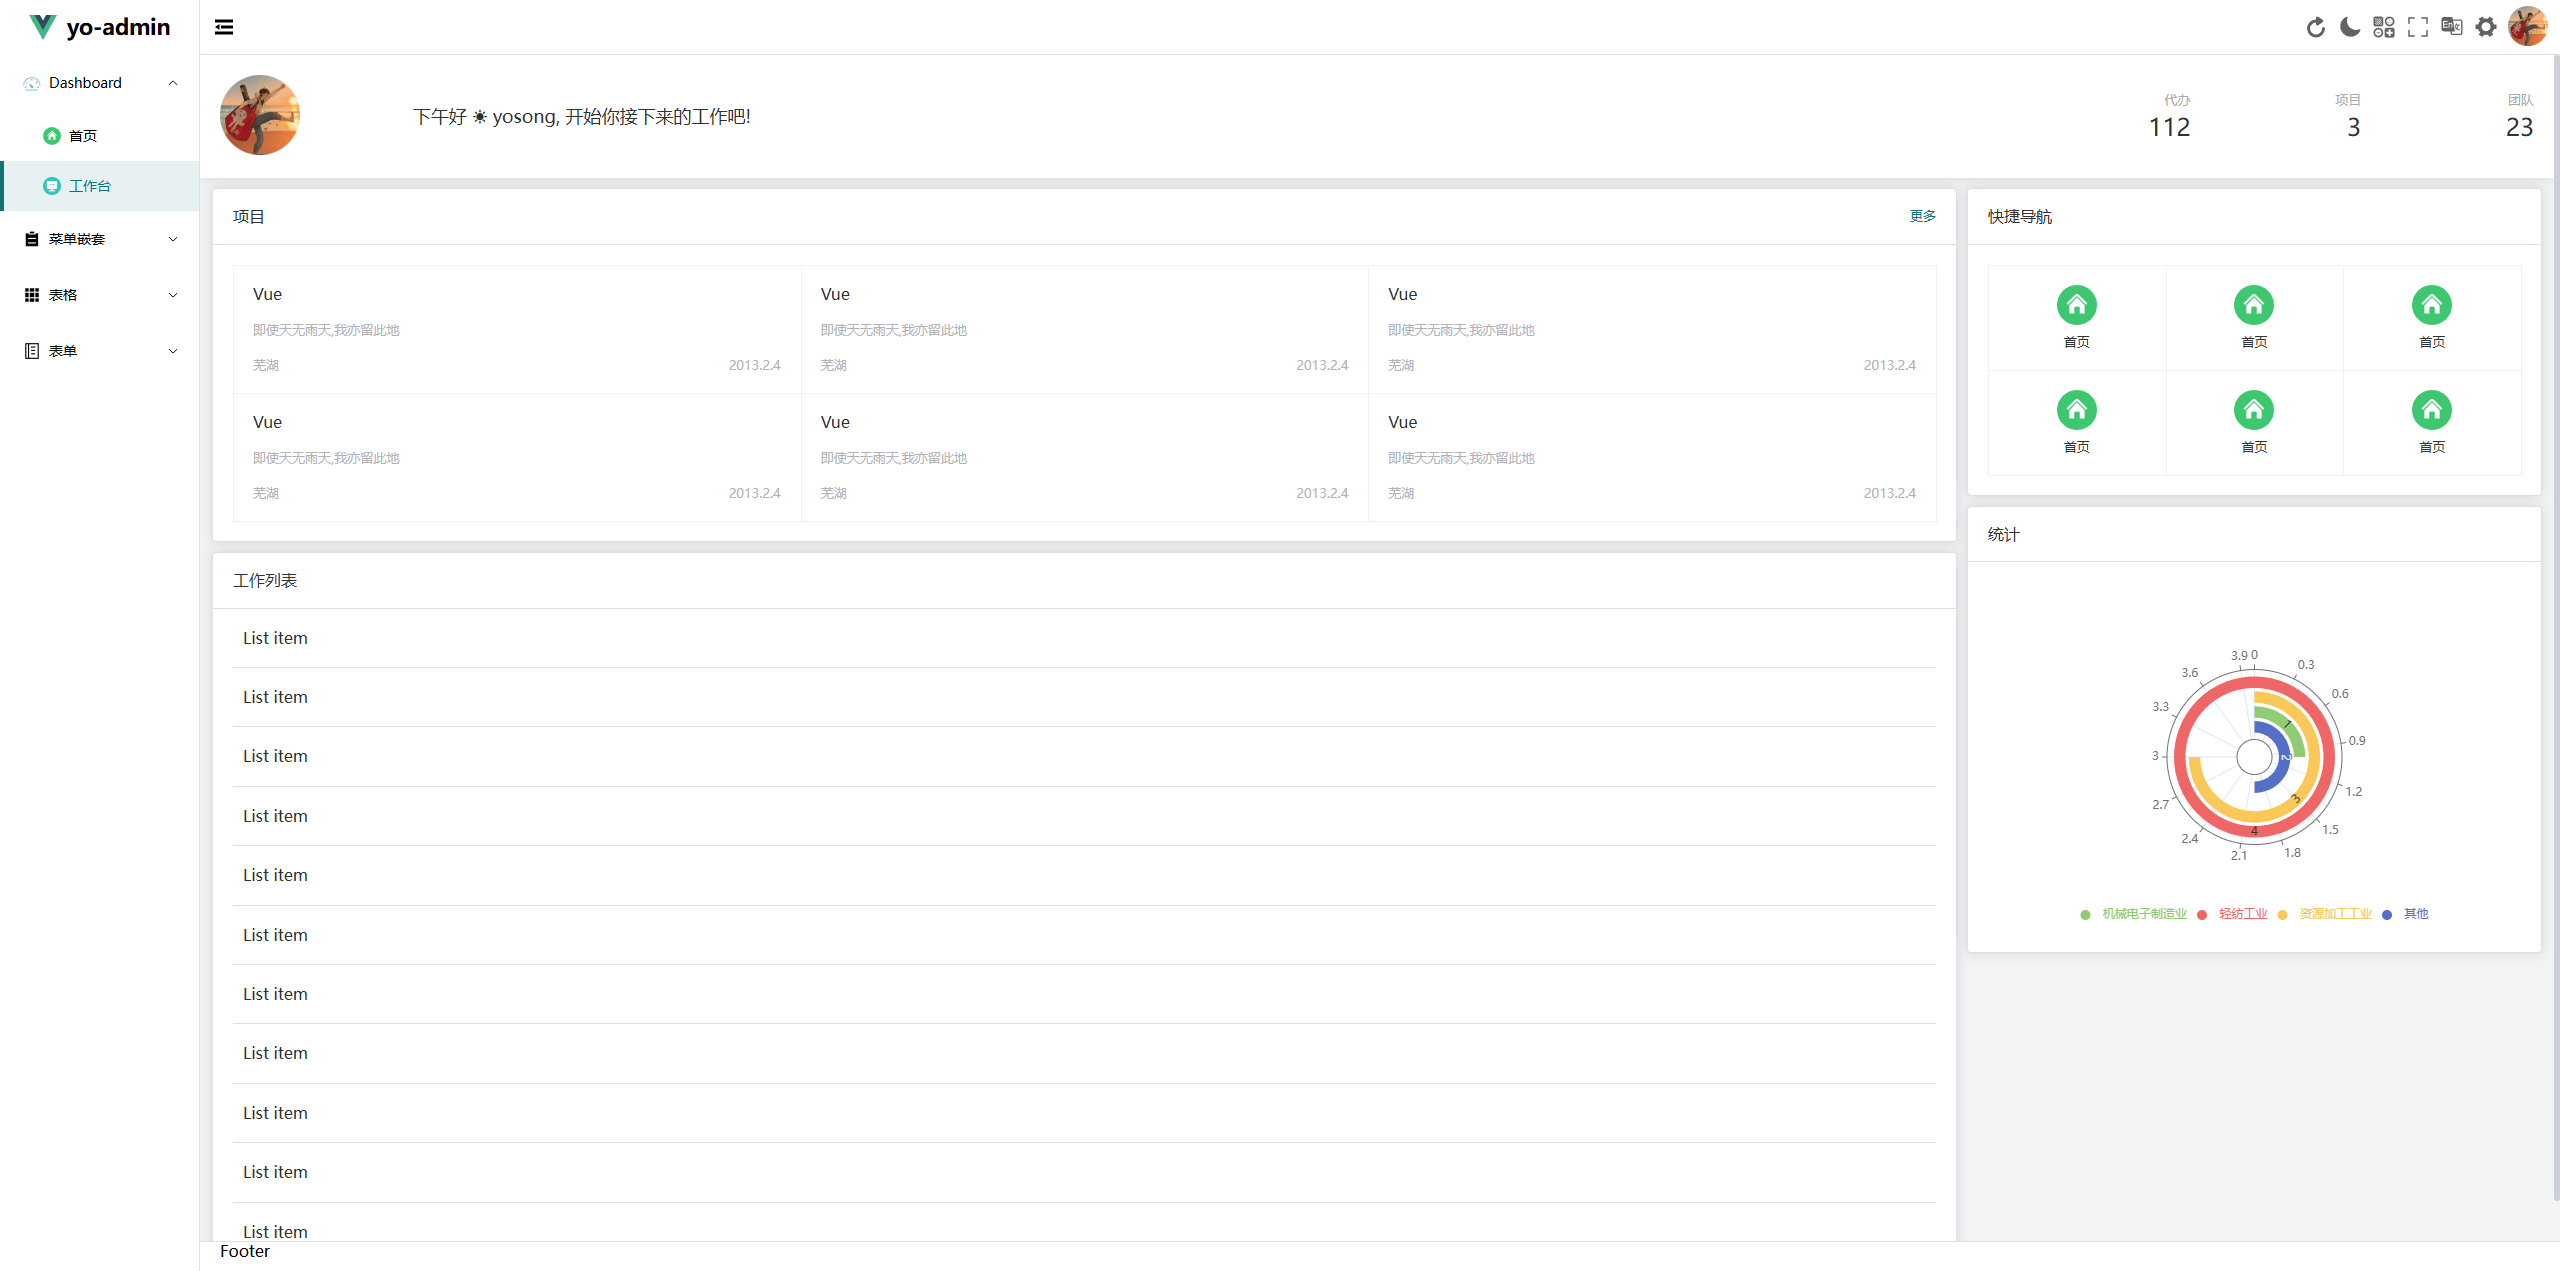 yo-admin
Dashboard
首页
工作台
菜单嵌套
表格
表单
下午好 ☀ yosong, 开始你接下来的工作吧!
代办
112
项目
3
团队
23
项目
更多
Vue
即使天无雨天,我亦留此地
芜湖 2013.2.4
Vue
即使天无雨天,我亦留此地
芜湖 2013.2.4
Vue
即使天无雨天,我亦留此地
芜湖 2013.2.4
Vue
即使天无雨天,我亦留此地
芜湖 2013.2.4
Vue
即使天无雨天,我亦留此地
芜湖 2013.2.4
Vue
即使天无雨天,我亦留此地
芜湖 2013.2.4
工作列表
List item
List item
List item
List item
List item
List item
List item
List item
List item
List item
List item
快捷导航
首页
首页
首页
首页
首页
首页
统计
0
0.3
0.6
0.9
1.2
1.5
1.8
2.1
2.4
2.7
3
3.3
3.6
3.9
1
2
3
4
机械电子制造业 轻纺工业 资源加工工业 其他
Footer